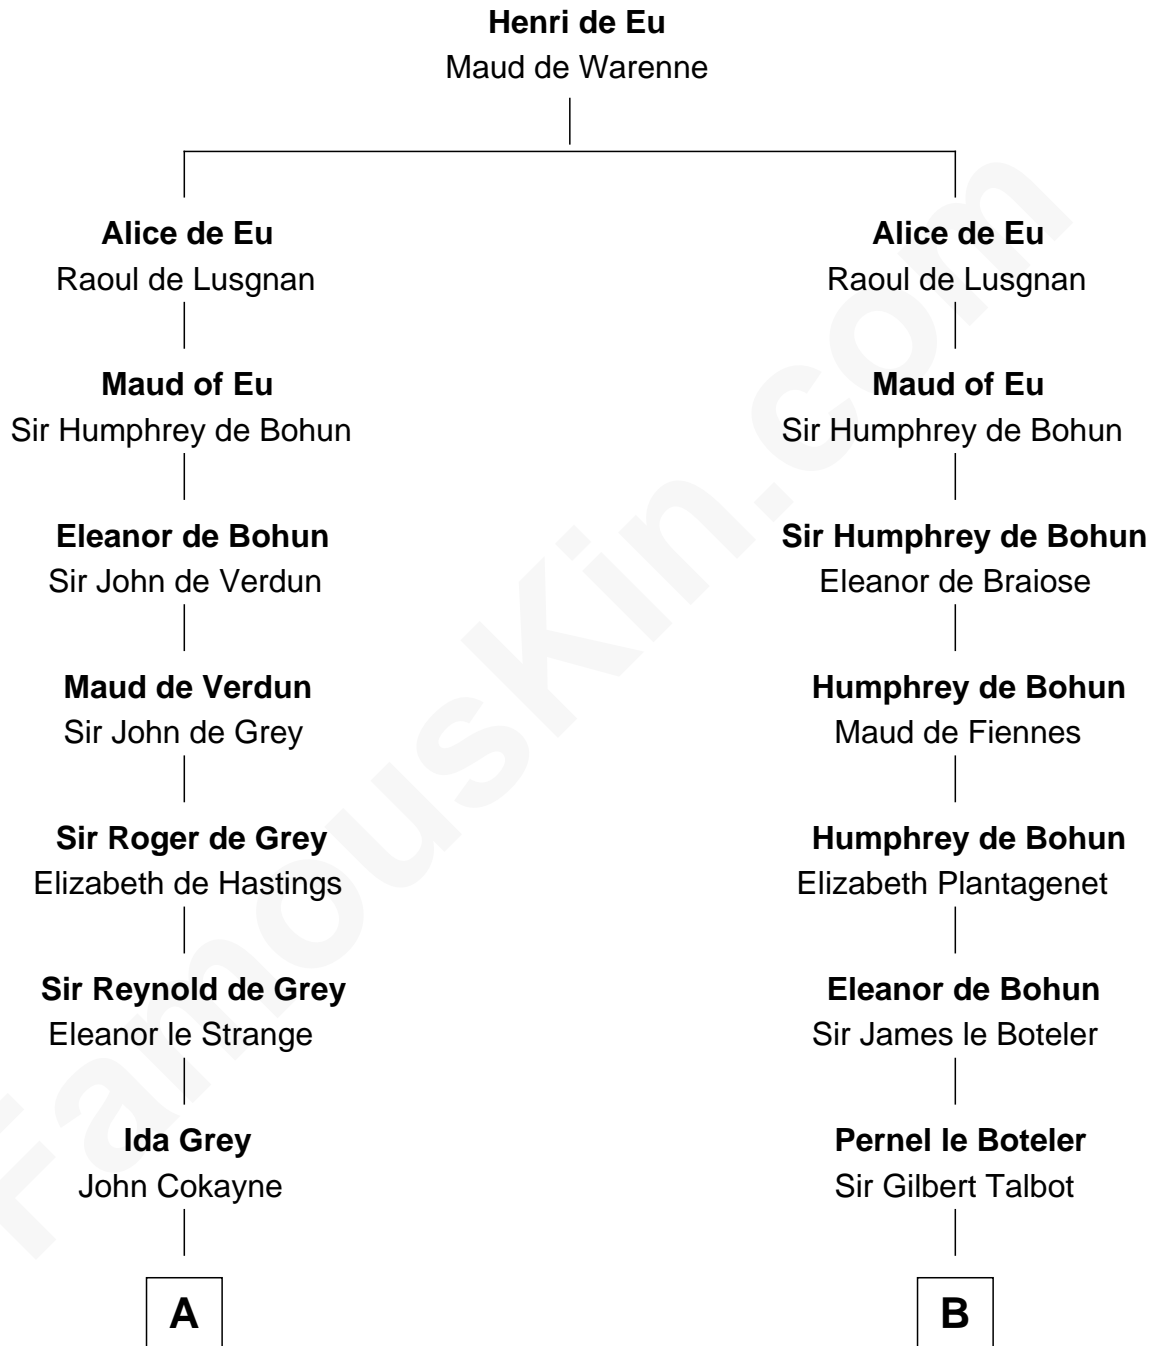 Henri de Eu
Maud de Warenne
Alice de Eu
Raoul de Lusgnan
Maud of Eu
Sir Humphrey de Bohun
Eleanor de Bohun
Sir John de Verdun
Maud de Verdun
Sir John de Grey
Sir Roger de Grey
Elizabeth de Hastings
Sir Reynold de Grey
Eleanor le Strange
Ida Grey
John Cokayne
A
Alice de Eu
Raoul de Lusgnan
Maud of Eu
Sir Humphrey de Bohun
Sir Humphrey de Bohun
Eleanor de Braiose
Humphrey de Bohun
Maud de Fiennes
Humphrey de Bohun
Elizabeth Plantagenet
Eleanor de Bohun
Sir James le Boteler
Pernel le Boteler
Sir Gilbert Talbot
B
FamousKin.com